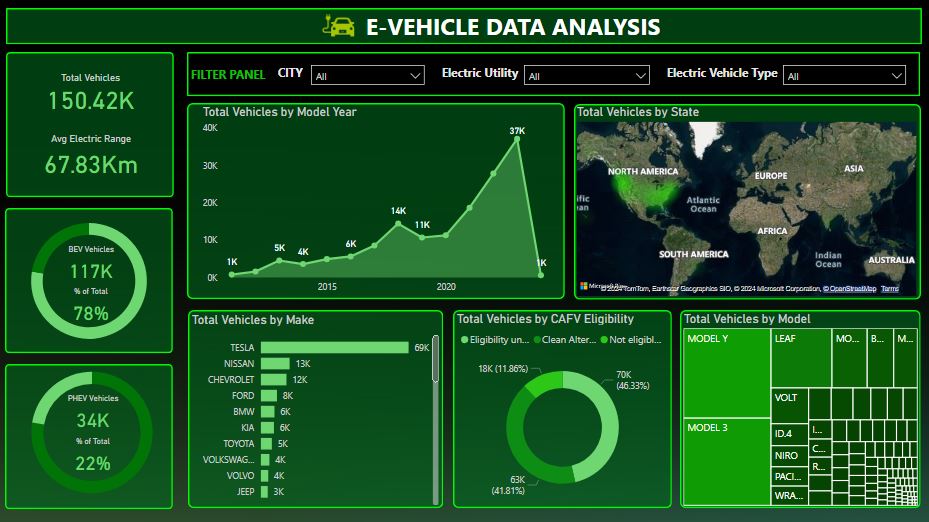 E-VEHICLE DATA ANALYSIS
Total Vehicles
150.42K
Avg Electric Range
67.83Km
BEV Vehicles
117K
% of Total
78%
PHEV Vehicles
34K
% of Total
22%
FILTER PANEL
CITY
All
Electric Utility
All
Electric Vehicle Type
All
Total Vehicles by Model Year
40K
30K
20K
10K
0K
1K
5K
4K
6K
14K
11K
37K
1K
2015
2020
Total Vehicles by State
NORTH AMERICA
EUROPE
ASIA
Atlantic
Ocean
AFRICA
SOUTH AMERICA
Indian
Ocean
AUSTRALIA
© 2024 TomTom, Earthstar Geographics SIO, © 2024 Microsoft Corporation, © OpenStreetMap Terms
Total Vehicles by Make
TESLA 69K
NISSAN 13K
CHEVROLET 12K
FORD 8K
BMW 6K
KIA 6K
TOYOTA 5K
VOLKSWAG... 4K
VOLVO 4K
JEEP 3K
Total Vehicles by CAFV Eligibility
Eligibility un... Clean Alter... Not eligibl...
18K (11.86%)
70K
(46.33%)
63K
(41.81%)
Total Vehicles by Model
MODEL Y
MODEL 3
LEAF
MO...
B...
M...
VOLT
ID.4
NIRO
PACI...
WRA...
I...
C...
R...